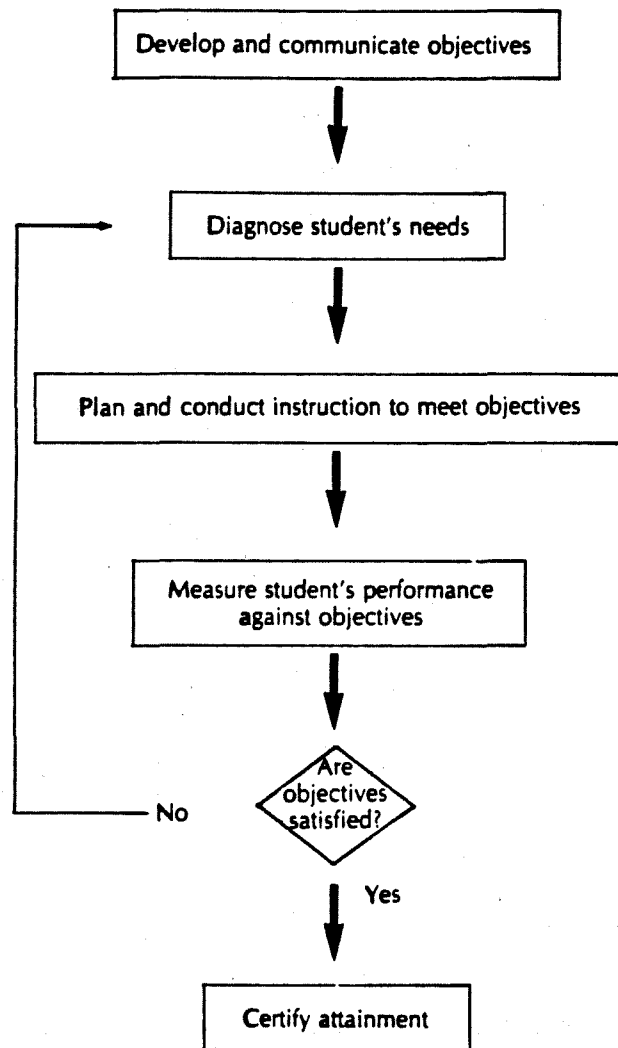 Develop and communicate objectives
Diagnose student's needs
Plan and conduct instruction to meet objectives
Measure student's performance
against objectives
Are
objectives
satisfied?
No
Yes
Certify attainment